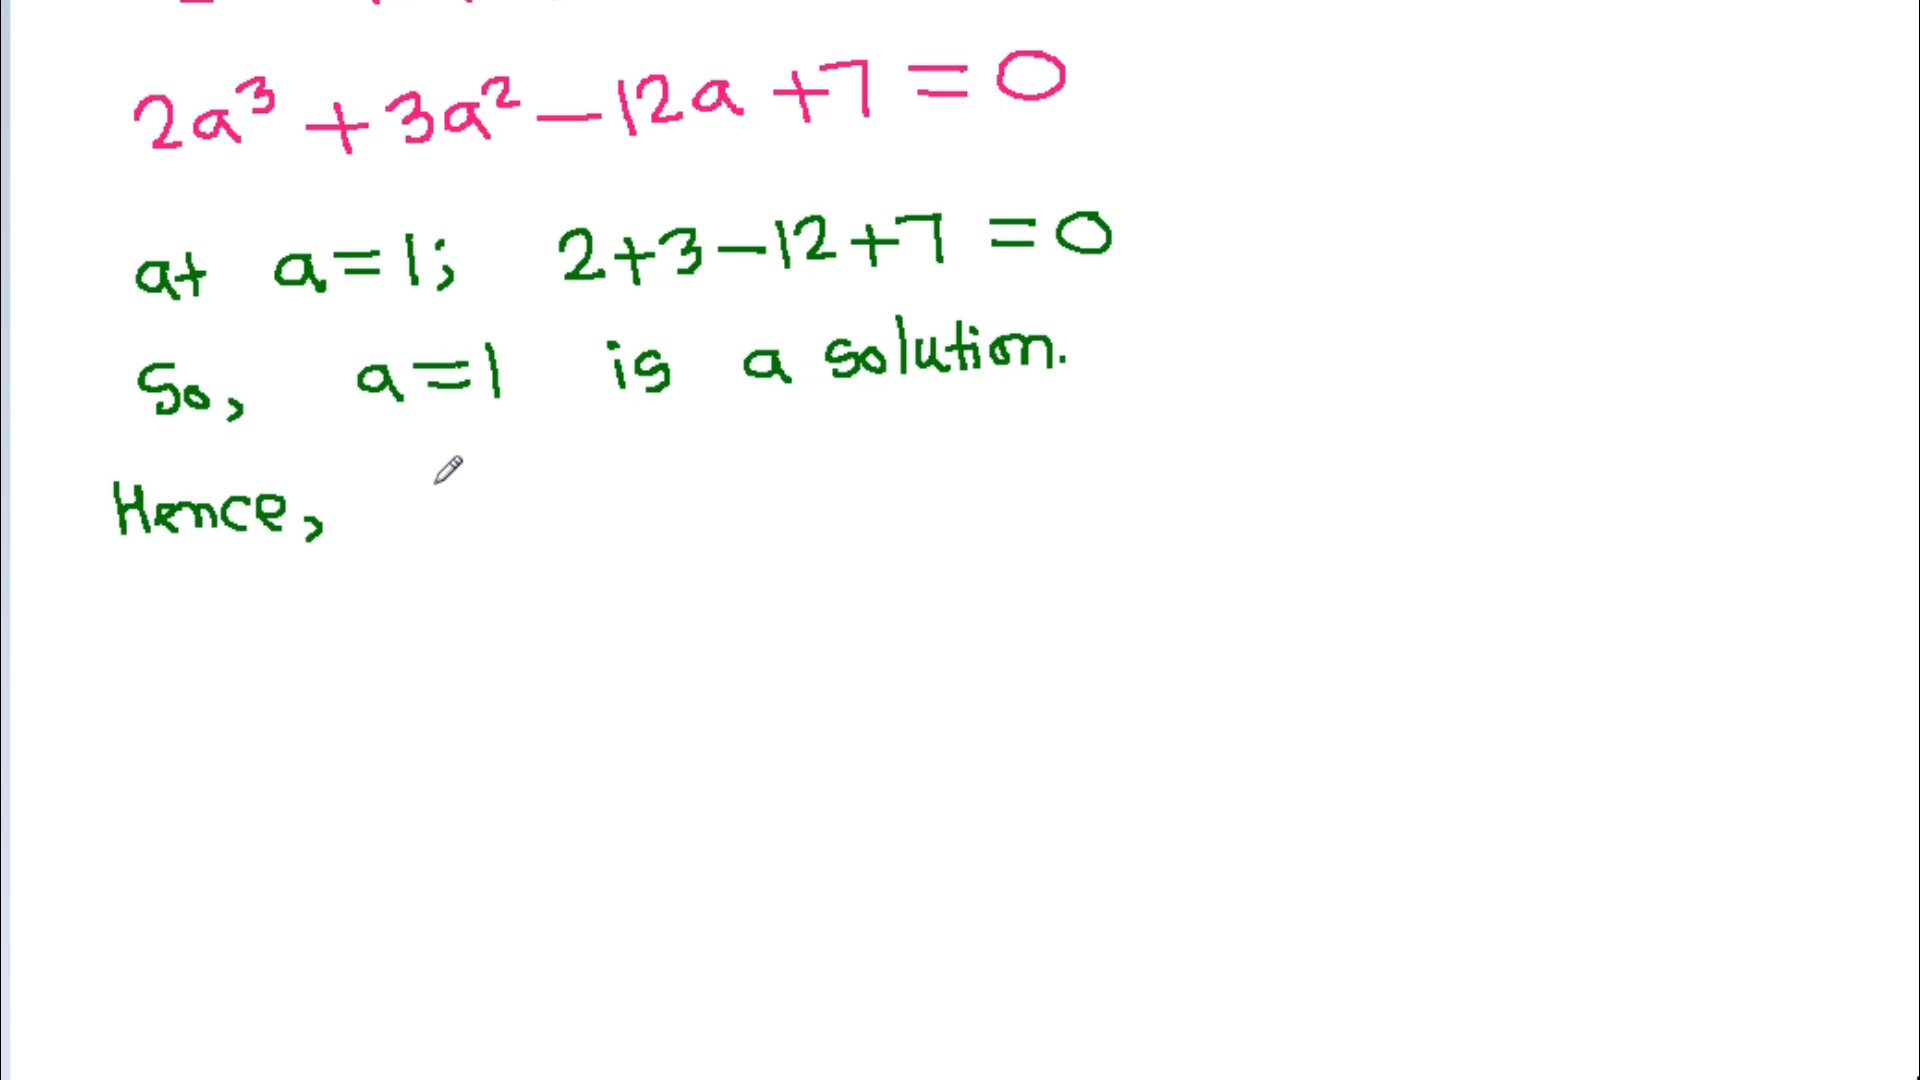 2a³ + 3a² - 12a + 7 = 0
at a = 1; 2 + 3 - 12 + 7 = 0
So, a = 1 is a solution.
Hence,